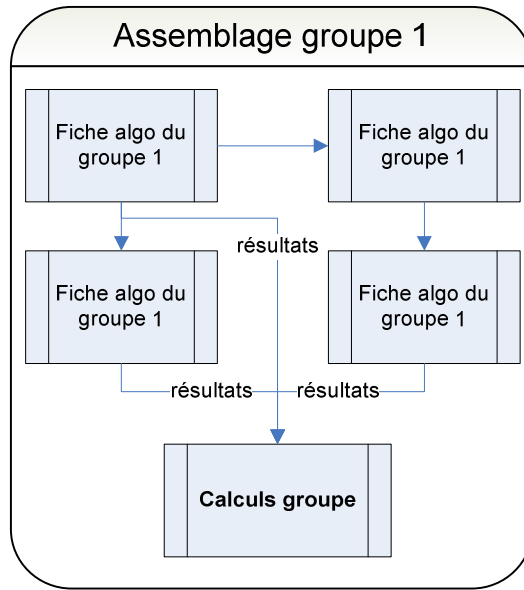 Assemblage groupe 1
Fiche algo du
groupe 1
Fiche algo du
groupe 1
résultats
Fiche algo du
groupe 1
Fiche algo du
groupe 1
résultats
résultats
Calculs groupe